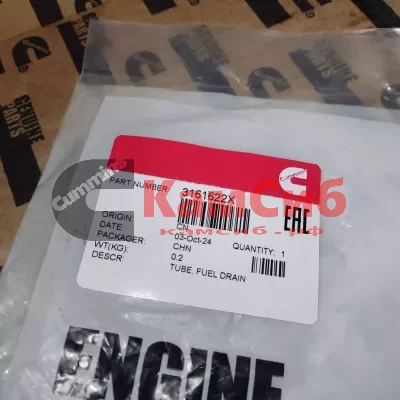 GENUINE
PARTS
Cummins
PART NUMBER:
3161622X
ORIGIN:
CN
DATE:
03-Oct-24
QUANTITY: 1
PACKAGER:
CHN
WT(KG):
0.2
DESCR:
TUBE, FUEL DRAIN
EAC
Cummins
КамСиб
камсиб.рф
ENGINE